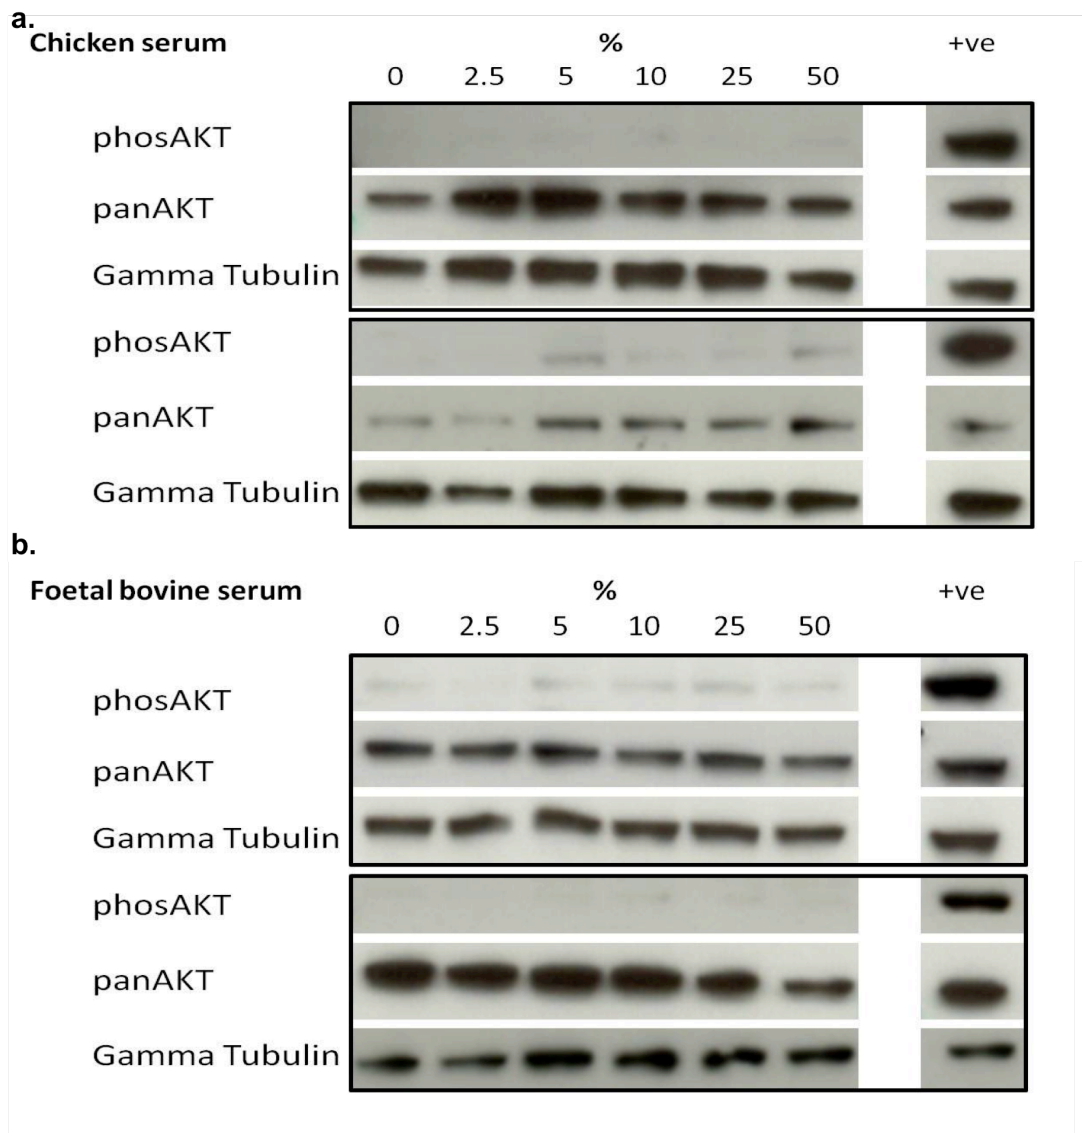 a.
Chicken serum % +ve
0 2.5 5 10 25 50
phosAKT
panAKT
Gamma Tubulin
phosAKT
panAKT
Gamma Tubulin
b.
Foetal bovine serum % +ve
0 2.5 5 10 25 50
phosAKT
panAKT
Gamma Tubulin
phosAKT
panAKT
Gamma Tubulin